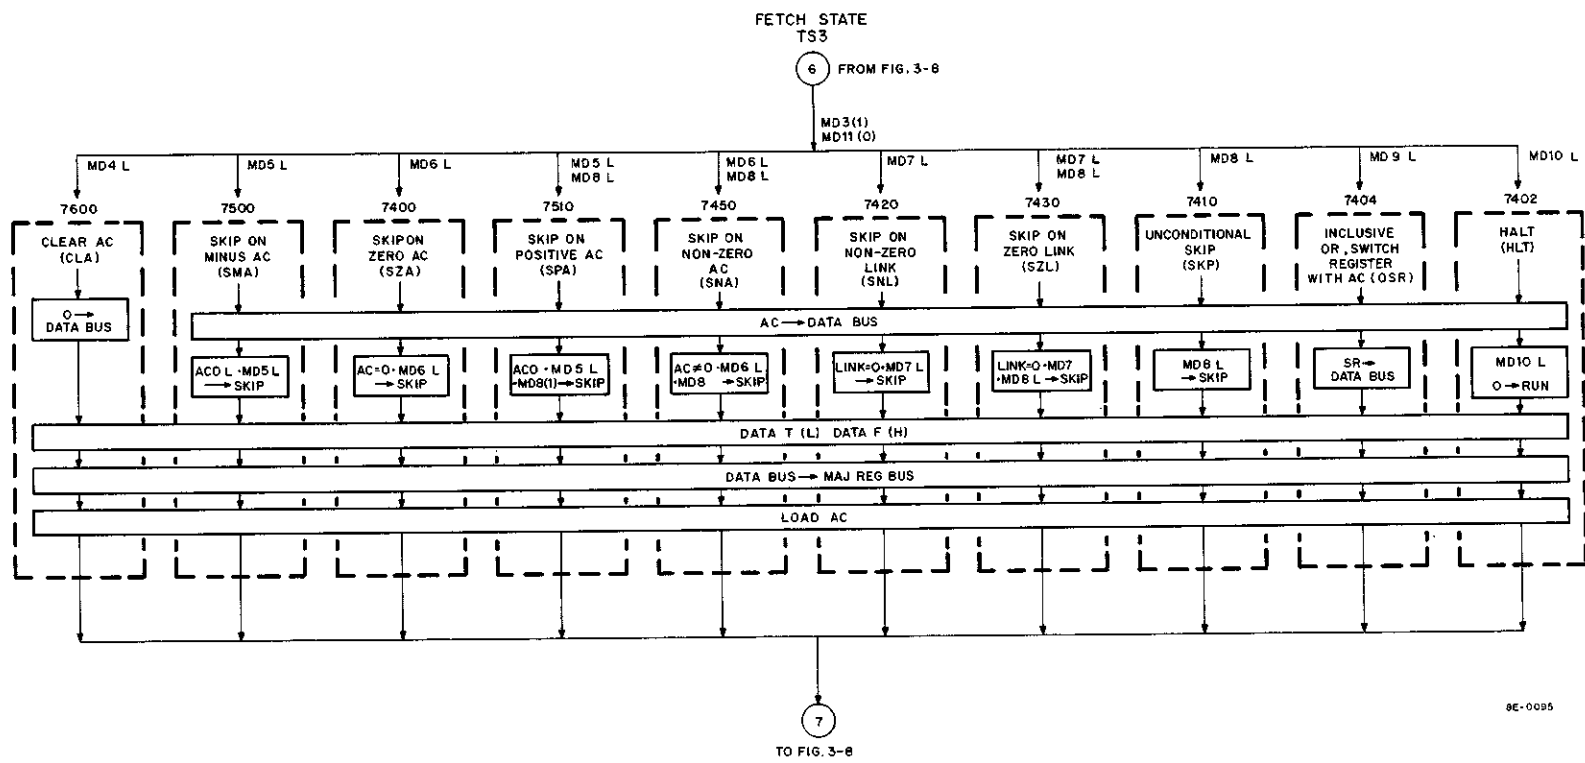 FETCH STATE
TS3
6 FROM FIG. 3-8
MD3(1)
MD11(0)
MD4 L
MD5 L
MD6 L
MD5 L
MD8 L
MD6 L
MD8 L
MD7 L
MD7 L
MD8 L
MD8 L
MD9 L
MD10 L
7600
CLEAR AC
(CLA)
7500
SKIP ON
MINUS AC
(SMA)
7400
SKIP ON
ZERO AC
(SZA)
7510
SKIP ON
POSITIVE AC
(SPA)
7450
SKIP ON
NON-ZERO
AC
(SNA)
7420
SKIP ON
NON-ZERO
LINK
(SNL)
7430
SKIP ON
ZERO LINK
(SZL)
7410
UNCONDITIONAL
SKIP
(SKP)
7404
INCLUSIVE
OR, SWITCH
REGISTER
WITH AC (OSR)
7402
HALT
(HLT)
0→
DATA BUS
AC→DATA BUS
AC0 L •MD5 L
→SKIP
AC=0•MD6 L
→SKIP
AC0 •MD5 L
•MD8(1)→SKIP
AC≠0•MD6 L
•MD8 →SKIP
LINK=0•MD7 L
→SKIP
LINK=0•MD7
•MD8 L→SKIP
MD8 L
→SKIP
SR→
DATA BUS
MD10 L
0→RUN
DATA T (L) DATA F (H)
DATA BUS→MAJ REG BUS
LOAD AC
7
TO FIG. 3-8
8E-0095